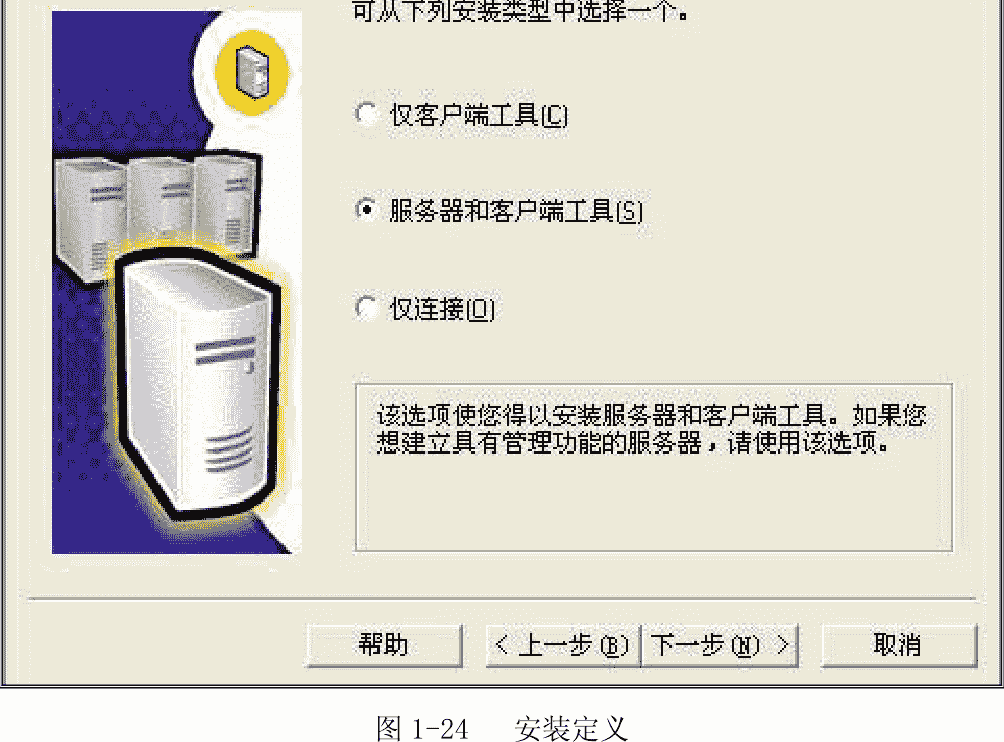 可从下列安装类型中选择一个。
仅客户端工具(C)
服务器和客户端工具(S)
仅连接(O)
该选项使您得以安装服务器和客户端工具。如果您
想建立具有管理功能的服务器，请使用该选项。
帮助 < 上一步(B) 下一步(N) > 取消
图 1-24 安装定义